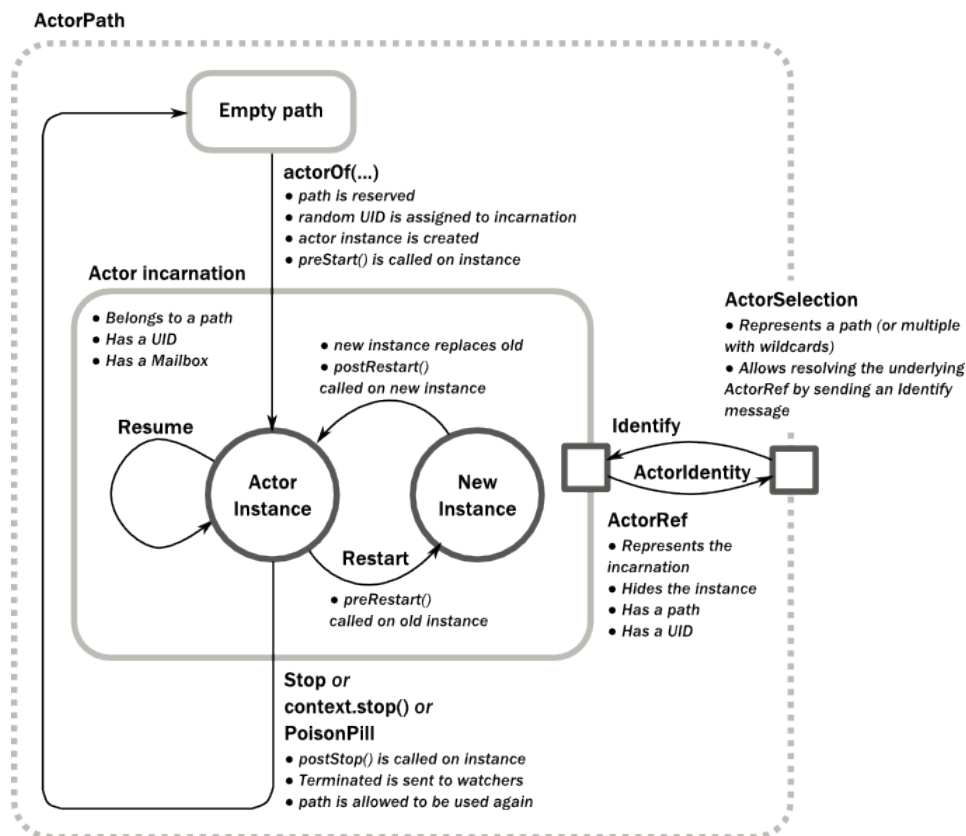 ActorPath
Empty path
actorOf(...)
● path is reserved
● random UID is assigned to incarnation
● actor instance is created
● preStart() is called on instance
Actor incarnation
● Belongs to a path
● Has a UID
● Has a Mailbox
● new instance replaces old
● postRestart()
called on new instance
Resume
Actor
Instance
New
Instance
Restart
● preRestart()
called on old instance
ActorSelection
● Represents a path (or multiple
with wildcards)
● Allows resolving the underlying
ActorRef by sending an Identify
message
Identify
ActorIdentity
ActorRef
● Represents the
incarnation
● Hides the instance
● Has a path
● Has a UID
Stop or
context.stop() or
PoisonPill
● postStop() is called on instance
● Terminated is sent to watchers
● path is allowed to be used again